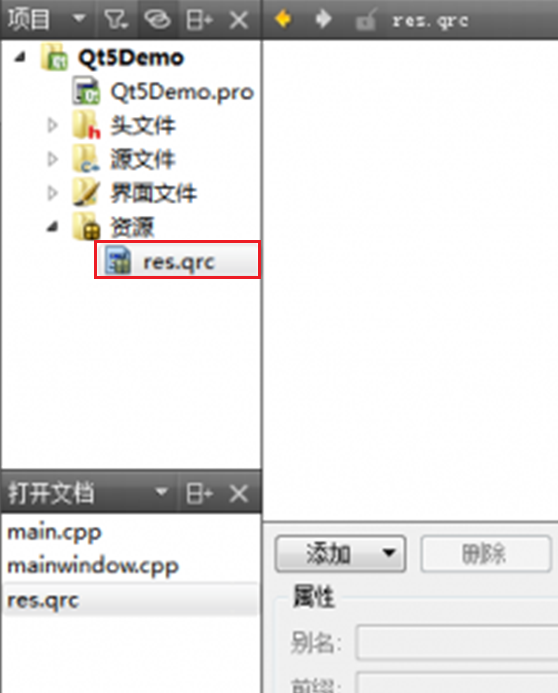 项目
res.qrc
Qt5Demo
Qt5Demo.pro
头文件
源文件
界面文件
资源
res.qrc
打开文档
main.cpp
mainwindow.cpp
res.qrc
添加
删除
属性
别名:
前缀: